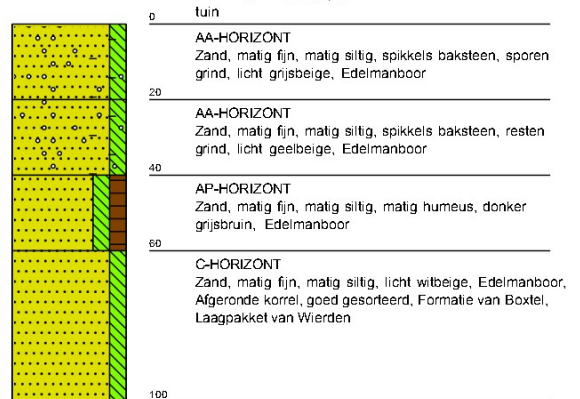 0
tuin
AA-HORIZONT
Zand, matig fijn, matig siltig, spikkels baksteen, sporen
grind, licht grijsbeige, Edelmanboor
20
AA-HORIZONT
Zand, matig fijn, matig siltig, spikkels baksteen, resten
grind, licht geelbeige, Edelmanboor
40
AP-HORIZONT
Zand, matig fijn, matig siltig, matig humeus, donker
grijsbruin, Edelmanboor
60
C-HORIZONT
Zand, matig fijn, matig siltig, licht witbeige, Edelmanboor,
Afgeronde korrel, goed gesorteerd, Formatie van Boxtel,
Laagpakket van Wierden
100